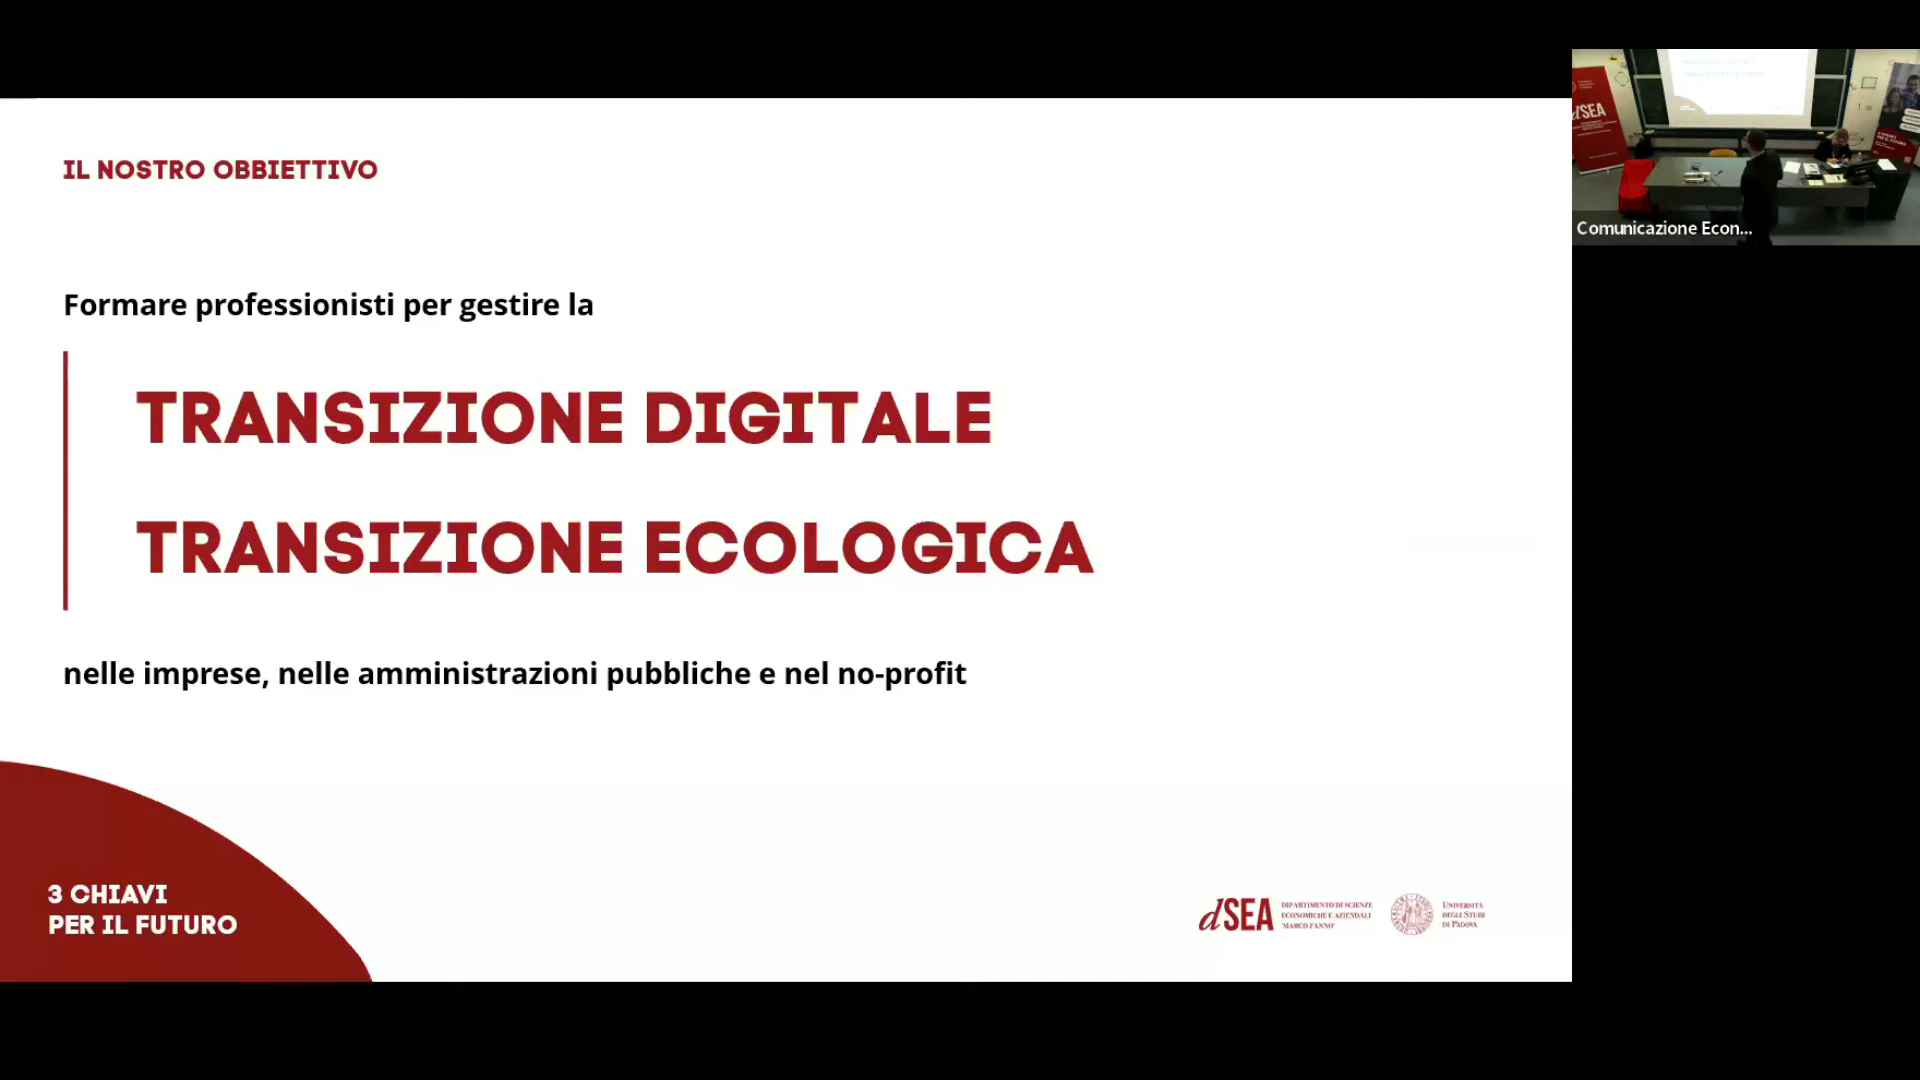 IL NOSTRO OBBIETTIVO
Formare professionisti per gestire la
TRANSIZIONE DIGITALE
TRANSIZIONE ECOLOGICA
nelle imprese, nelle amministrazioni pubbliche e nel no-profit
3 CHIAVI
PER IL FUTURO
dSEA
DIPARTIMENTO DI SCIENZE
ECONOMICHE E AZIENDALI
'MARCO FANNO'
UNIVERSITÀ
DEGLI STUDI
DI PADOVA
dSEA
Comunicazione Econ...